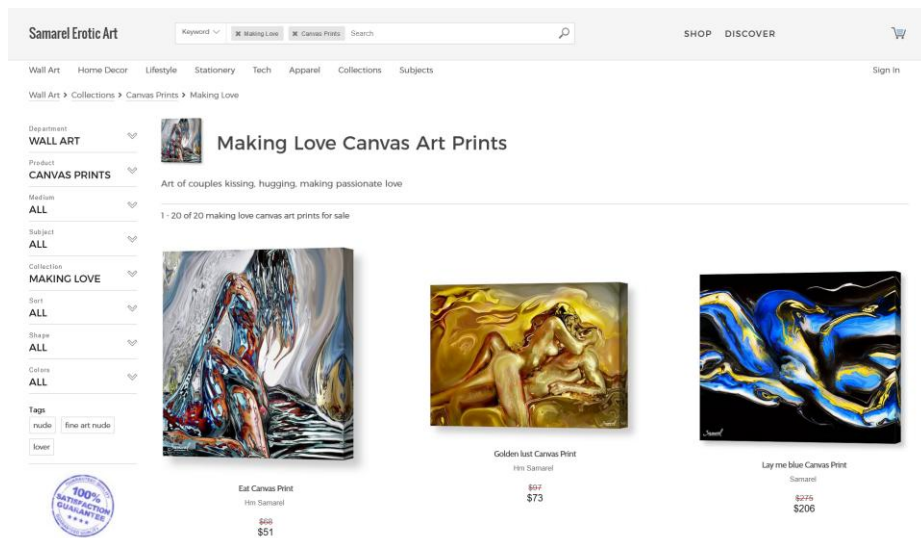 Samarel Erotic Art
Keyword
✖ Making Love
✖ Canvas Prints
Search
SHOP DISCOVER
Wall Art Home Decor Lifestyle Stationery Tech Apparel Collections Subjects
Sign In
Wall Art > Collections > Canvas Prints > Making Love
Department
WALL ART
Product
CANVAS PRINTS
Medium
ALL
Subject
ALL
Collection
MAKING LOVE
Sort
ALL
Shape
ALL
Colors
ALL
Tags
nude fine art nude
lover
100%
SATISFACTION
GUARANTEE
Making Love Canvas Art Prints
Art of couples kissing, hugging, making passionate love
1 - 20 of 20 making love canvas art prints for sale
Eat Canvas Print
Hm Samarel
$68
$51
Golden lust Canvas Print
Hm Samarel
$97
$73
Samarel
Lay me blue Canvas Print
Samarel
$275
$206